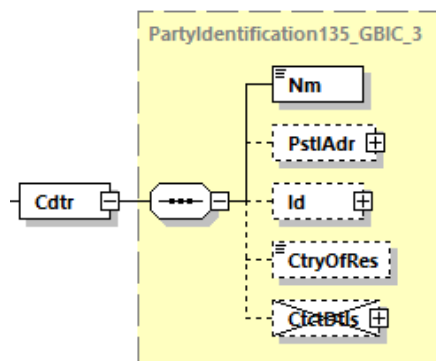 PartyIdentification135_GBIC_3
Nm
PstlAdr
Cdtr
Id
CtryOfRes
CtctDtls